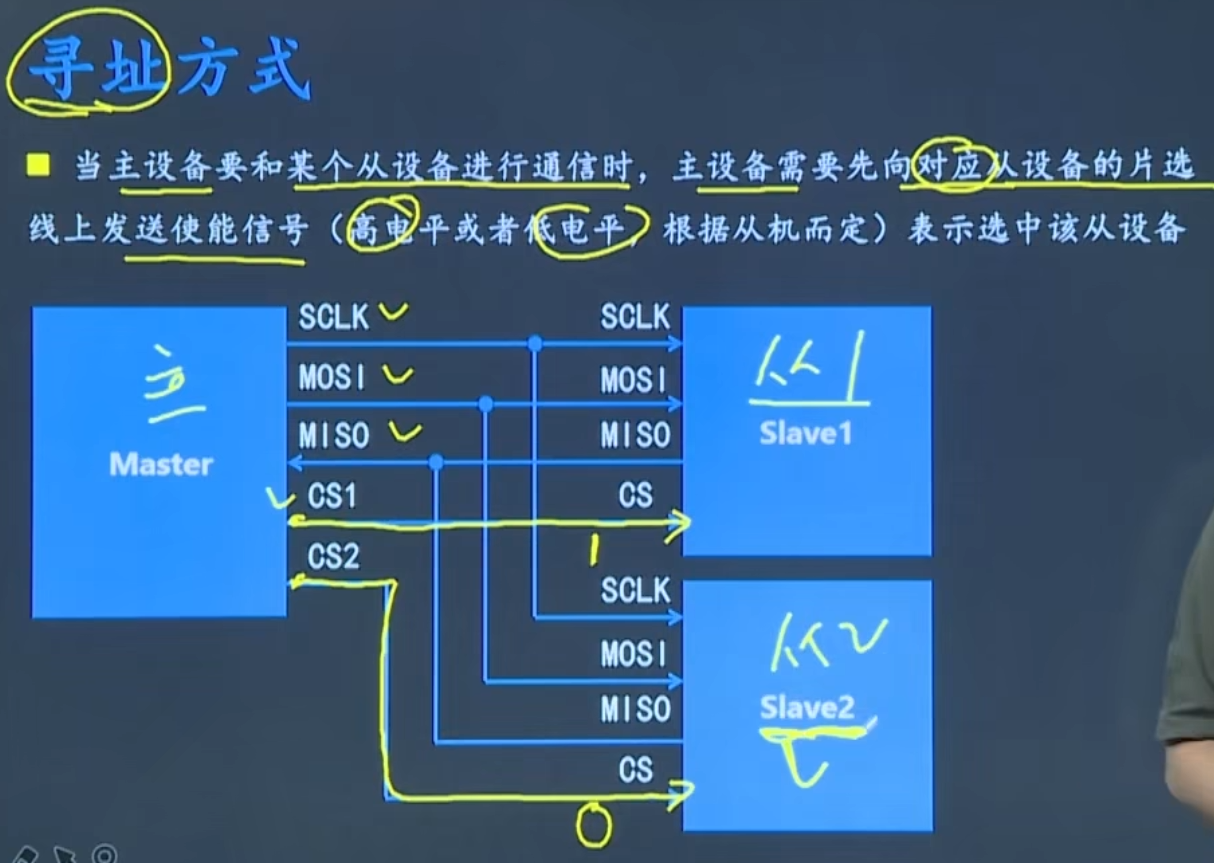 寻址方式
当主设备要和某个从设备进行通信时，主设备需要先向对应从设备的片选
线上发送使能信号（高电平或者低电平，根据从机而定）表示选中该从设备
SCLK SCLK
MOSI MOSI
MISO MISO
CS1 CS
CS2
主
Master
从1
Slave1
1
SCLK
MOSI
MISO
CS
从2
Slave2
0